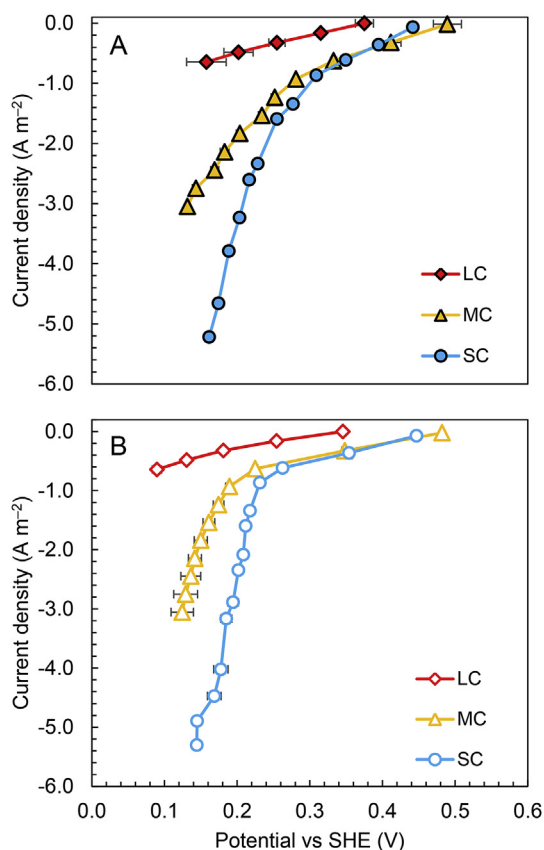 A
0.0
-1.0
-2.0
-3.0
-4.0
-5.0
-6.0
Current density (A m⁻²)
LC
MC
SC
B
0.0
-1.0
-2.0
-3.0
-4.0
-5.0
-6.0
Current density (A m⁻²)
LC
MC
SC
0.0 0.1 0.2 0.3 0.4 0.5 0.6
Potential vs SHE (V)